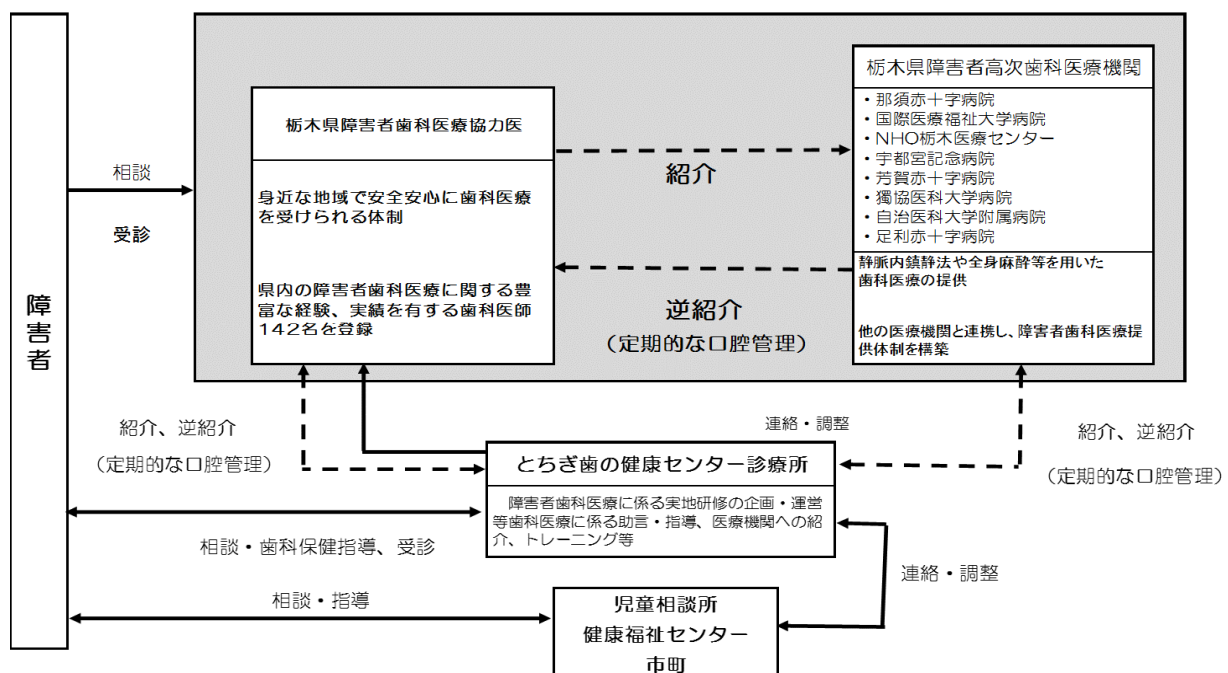 障害者
相談
受診
栃木県障害者歯科医療協力医
身近な地域で安全安心に歯科医療
を受けられる体制
県内の障害者歯科医療に関する豊
富な経験、実績を有する歯科医師
142名を登録
紹介
逆紹介
（定期的な口腔管理）
栃木県障害者高次歯科医療機関
・那須赤十字病院
・国際医療福祉大学病院
・NHO栃木医療センター
・宇都宮記念病院
・芳賀赤十字病院
・獨協医科大学病院
・自治医科大学附属病院
・足利赤十字病院
静脈内鎮静法や全身麻酔等を用いた
歯科医療の提供
他の医療機関と連携し、障害者歯科医療提
供体制を構築
紹介、逆紹介
（定期的な口腔管理）
連絡・調整
紹介、逆紹介
（定期的な口腔管理）
とちぎ歯の健康センター診療所
障害者歯科医療に係る実地研修の企画・運営
等歯科医療に係る助言・指導、医療機関への紹
介、トレーニング等
相談・歯科保健指導、受診
連絡・調整
相談・指導
児童相談所
健康福祉センター
市町